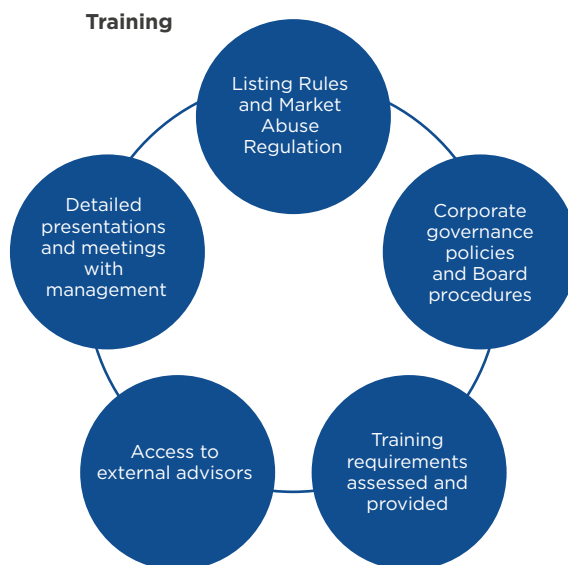 Training
Listing Rules
and Market
Abuse
Regulation
Corporate
governance
policies
and Board
procedures
Training
requirements
assessed and
provided
Access to
external advisors
Detailed
presentations
and meetings
with
management